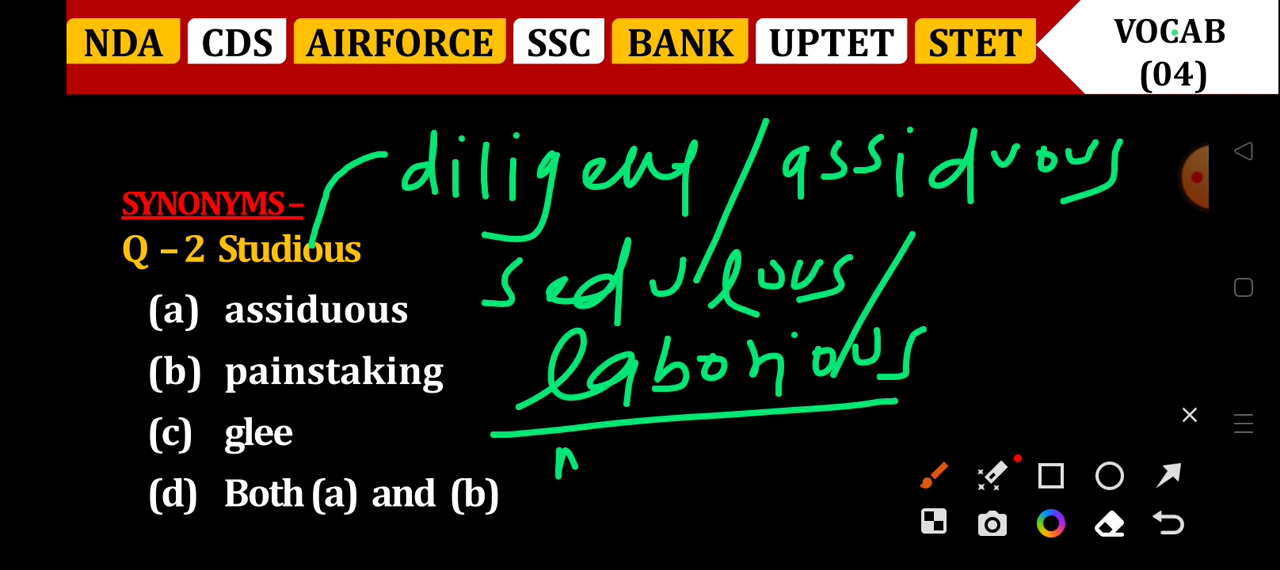 NDA CDS AIRFORCE SSC BANK UPTET STET VOCAB
(04)
diligent / assiduous
SYNONYMS –
Q – 2 Studious
sedulous /
(a) assiduous
laborious
(b) painstaking
(c) glee
(d) Both (a) and (b)